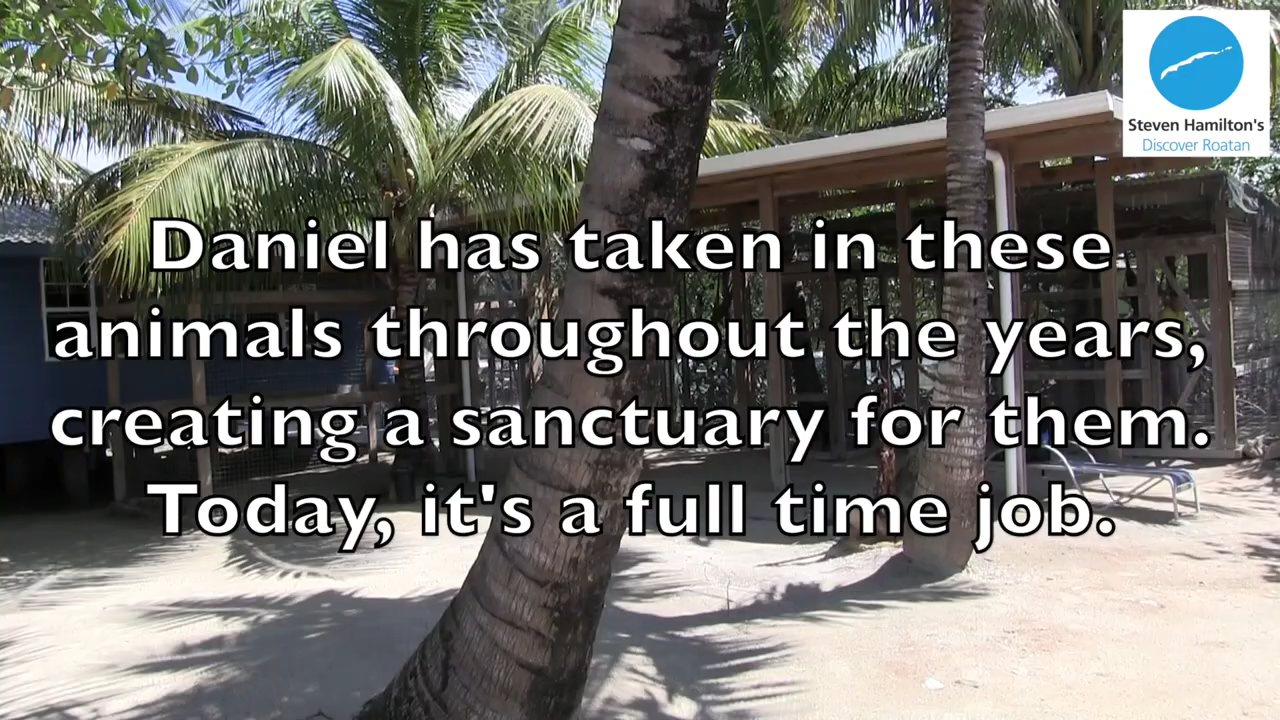 Steven Hamilton's
Discover Roatan
Daniel has taken in these
animals throughout the years,
creating a sanctuary for them.
Today, it's a full time job.